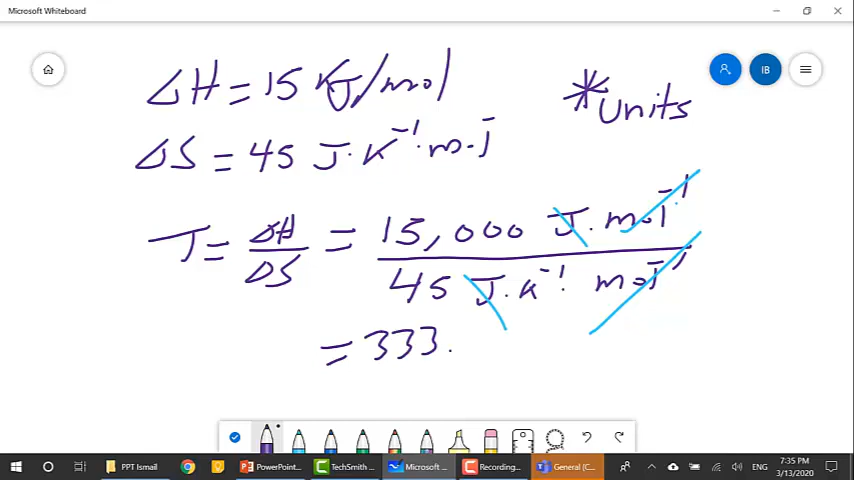 Microsoft Whiteboard
IB
ΔH = 15 KJ/mol
*Units
ΔS = 45 J·K⁻¹·mol⁻¹
T = ΔH/ΔS = 15,000 J·mol⁻¹ / 45 J·K⁻¹·mol⁻¹
= 333.
PPT Ismail
PowerPoint...
TechSmith ...
Microsoft ...
Recording...
General (C...
ENG
7:35 PM
3/13/2020